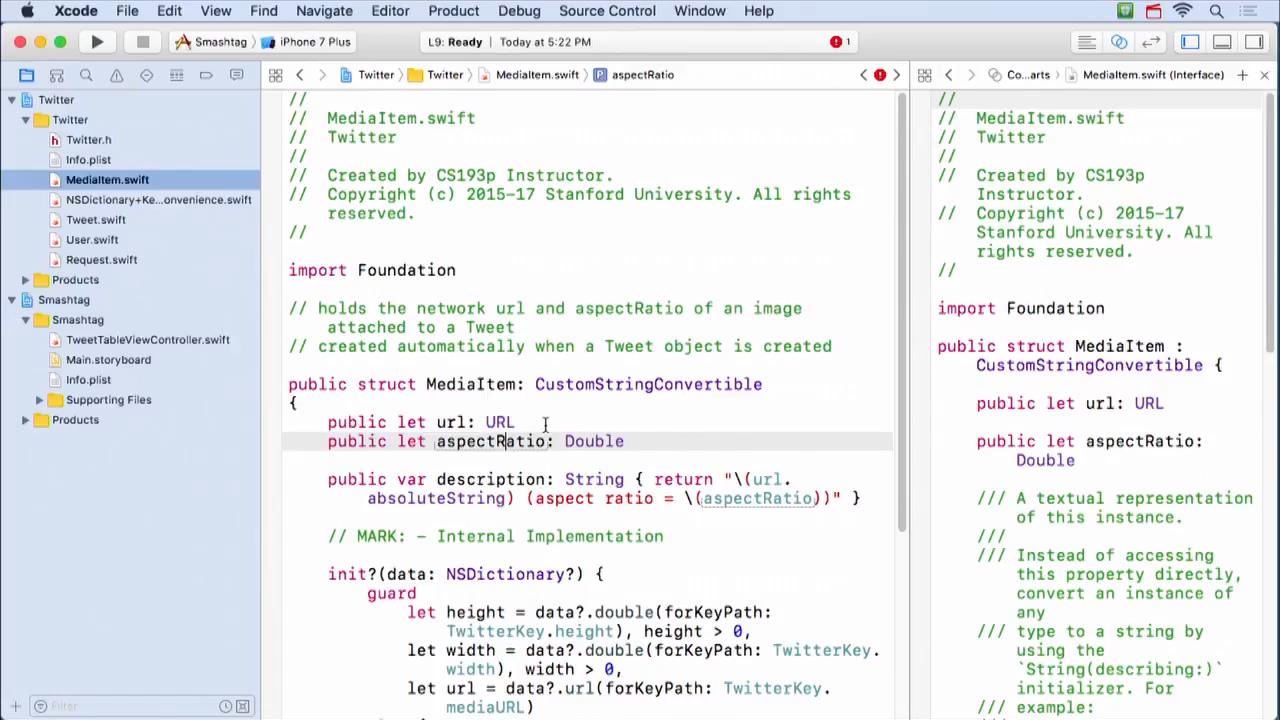 Xcode File Edit View Find Navigate Editor Product Debug Source Control Window Help
Smashtag iPhone 7 Plus L9: Ready Today at 5:22 PM 1
Twitter Twitter MediaItem.swift P aspectRatio
Co...arts MediaItem.swift (Interface)
Twitter
Twitter
h Twitter.h
Info.plist
MediaItem.swift
NSDictionary+Ke...onvenience.swift
Tweet.swift
User.swift
Request.swift
Products
Smashtag
Smashtag
TweetTableViewController.swift
Main.storyboard
Info.plist
Supporting Files
Products
Filter
//
// MediaItem.swift
// Twitter
//
// Created by CS193p Instructor.
// Copyright (c) 2015-17 Stanford University. All rights
reserved.
//
import Foundation
// holds the network url and aspectRatio of an image
attached to a Tweet
// created automatically when a Tweet object is created
public struct MediaItem: CustomStringConvertible
{
public let url: URL
public let aspectRatio: Double
public var description: String { return "\(url.
absoluteString) (aspect ratio = \(aspectRatio))" }
// MARK: - Internal Implementation
init?(data: NSDictionary?) {
guard
let height = data?.double(forKeyPath:
TwitterKey.height), height > 0,
let width = data?.double(forKeyPath: TwitterKey.
width), width > 0,
let url = data?.url(forKeyPath: TwitterKey.
mediaURL)
//
// MediaItem.swift
// Twitter
//
// Created by CS193p
Instructor.
// Copyright (c) 2015-17
Stanford University. All
rights reserved.
//
import Foundation
public struct MediaItem :
CustomStringConvertible {
public let url: URL
public let aspectRatio:
Double
/// A textual representation
of this instance.
///
/// Instead of accessing
this property directly,
convert an instance of
any
/// type to a string by
using the
`String(describing:)`
initializer. For
/// example: